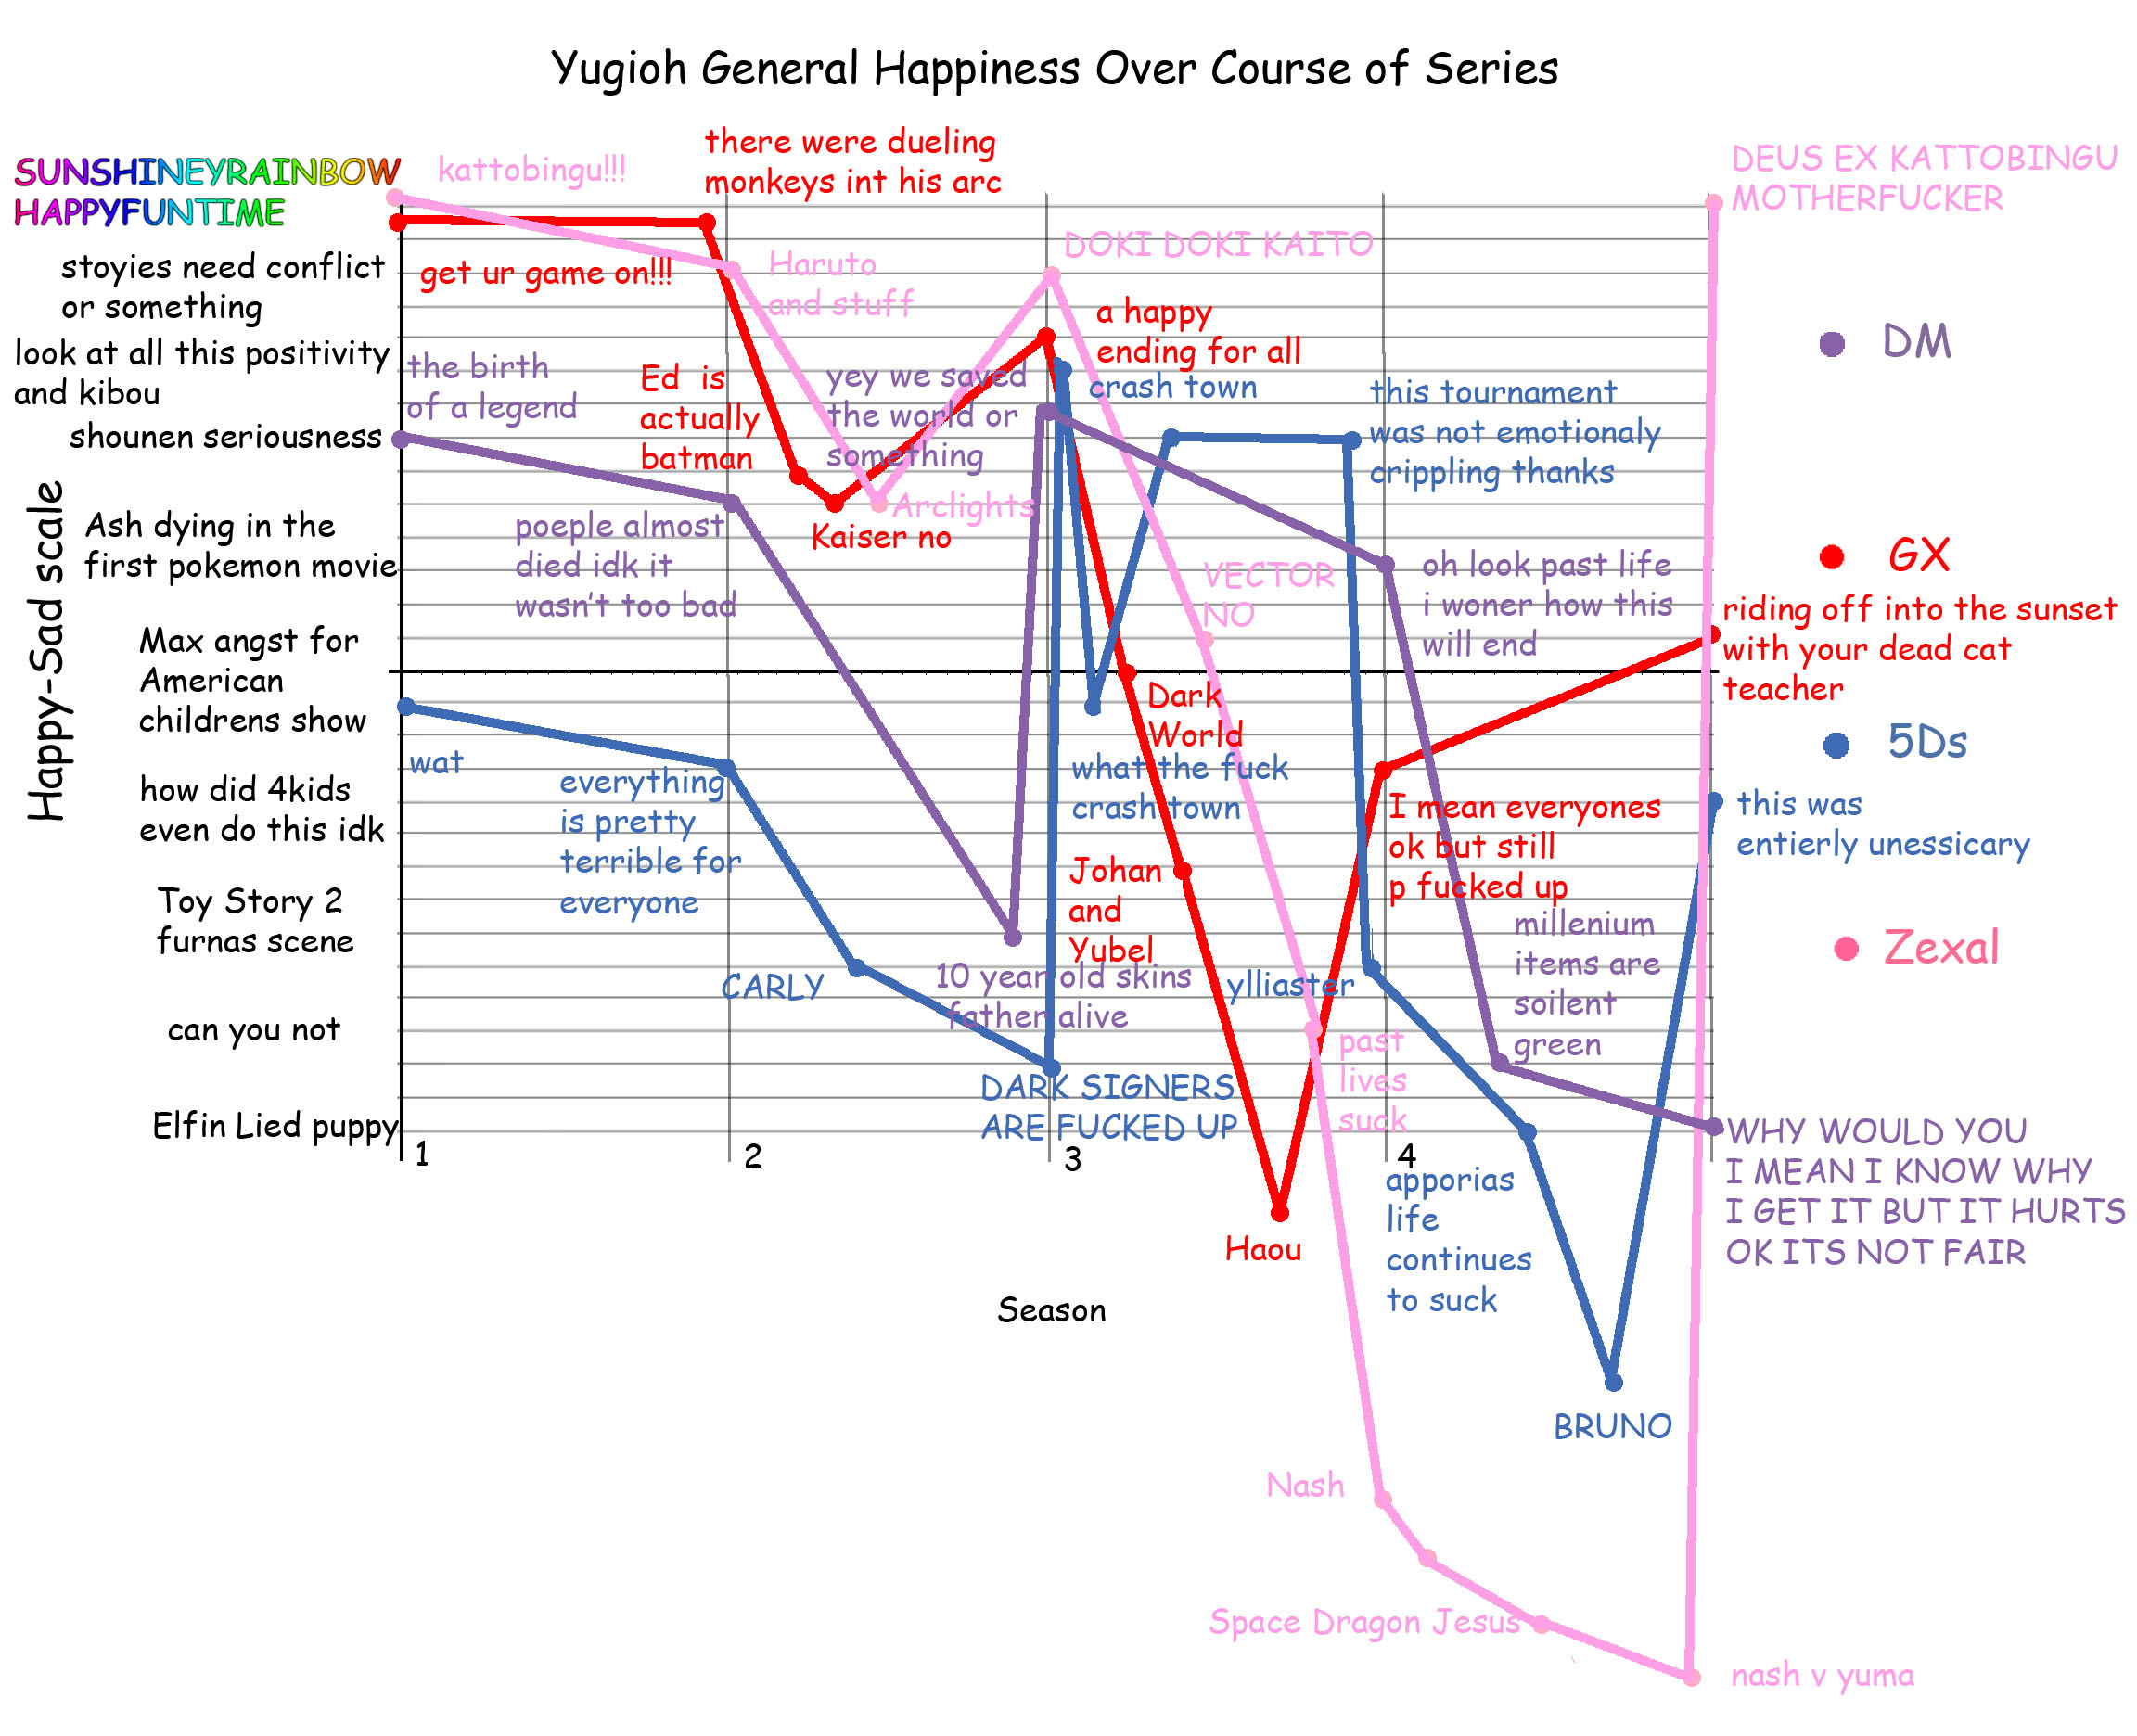 Yugioh General Happiness Over Course of Series
SUNSHINEYRAINBOW
HAPPYFUNTIME
stoyies need conflict
or something
look at all this positivity
and kibou
shounen seriousness
Ash dying in the
first pokemon movie
Max angst for
American
childrens show
how did 4kids
even do this idk
Toy Story 2
furnas scene
can you not
Elfin Lied puppy
Happy-Sad scale
kattobingu!!!
there were dueling
monkeys int his arc
get ur game on!!!
Haruto
and stuff
DOKI DOKI KAITO
DEUS EX KATTOBINGU
MOTHERFUCKER
the birth
of a legend
Ed is
actually
batman
yey we saved
the world or
something
a happy
ending for all
crash town
this tournament
was not emotionaly
crippling thanks
poeple almost
died idk it
wasn't too bad
Kaiser no
Arclights
VECTOR
NO
oh look past life
i woner how this
will end
riding off into the sunset
with your dead cat
teacher
wat
everything
is pretty
terrible for
everyone
Dark
World
what the fuck
crash town
I mean everyones
ok but still
p fucked up
this was
entierly unessicary
Johan
and
Yubel
CARLY
10 year old skins
father alive
ylliaster
millenium
items are
soilent
green
past
lives
suck
DARK SIGNERS
ARE FUCKED UP
WHY WOULD YOU
I MEAN I KNOW WHY
I GET IT BUT IT HURTS
OK ITS NOT FAIR
1
2
3
4
Haou
apporias
life
continues
to suck
Season
BRUNO
Nash
Space Dragon Jesus
nash v yuma
DM
GX
5Ds
Zexal